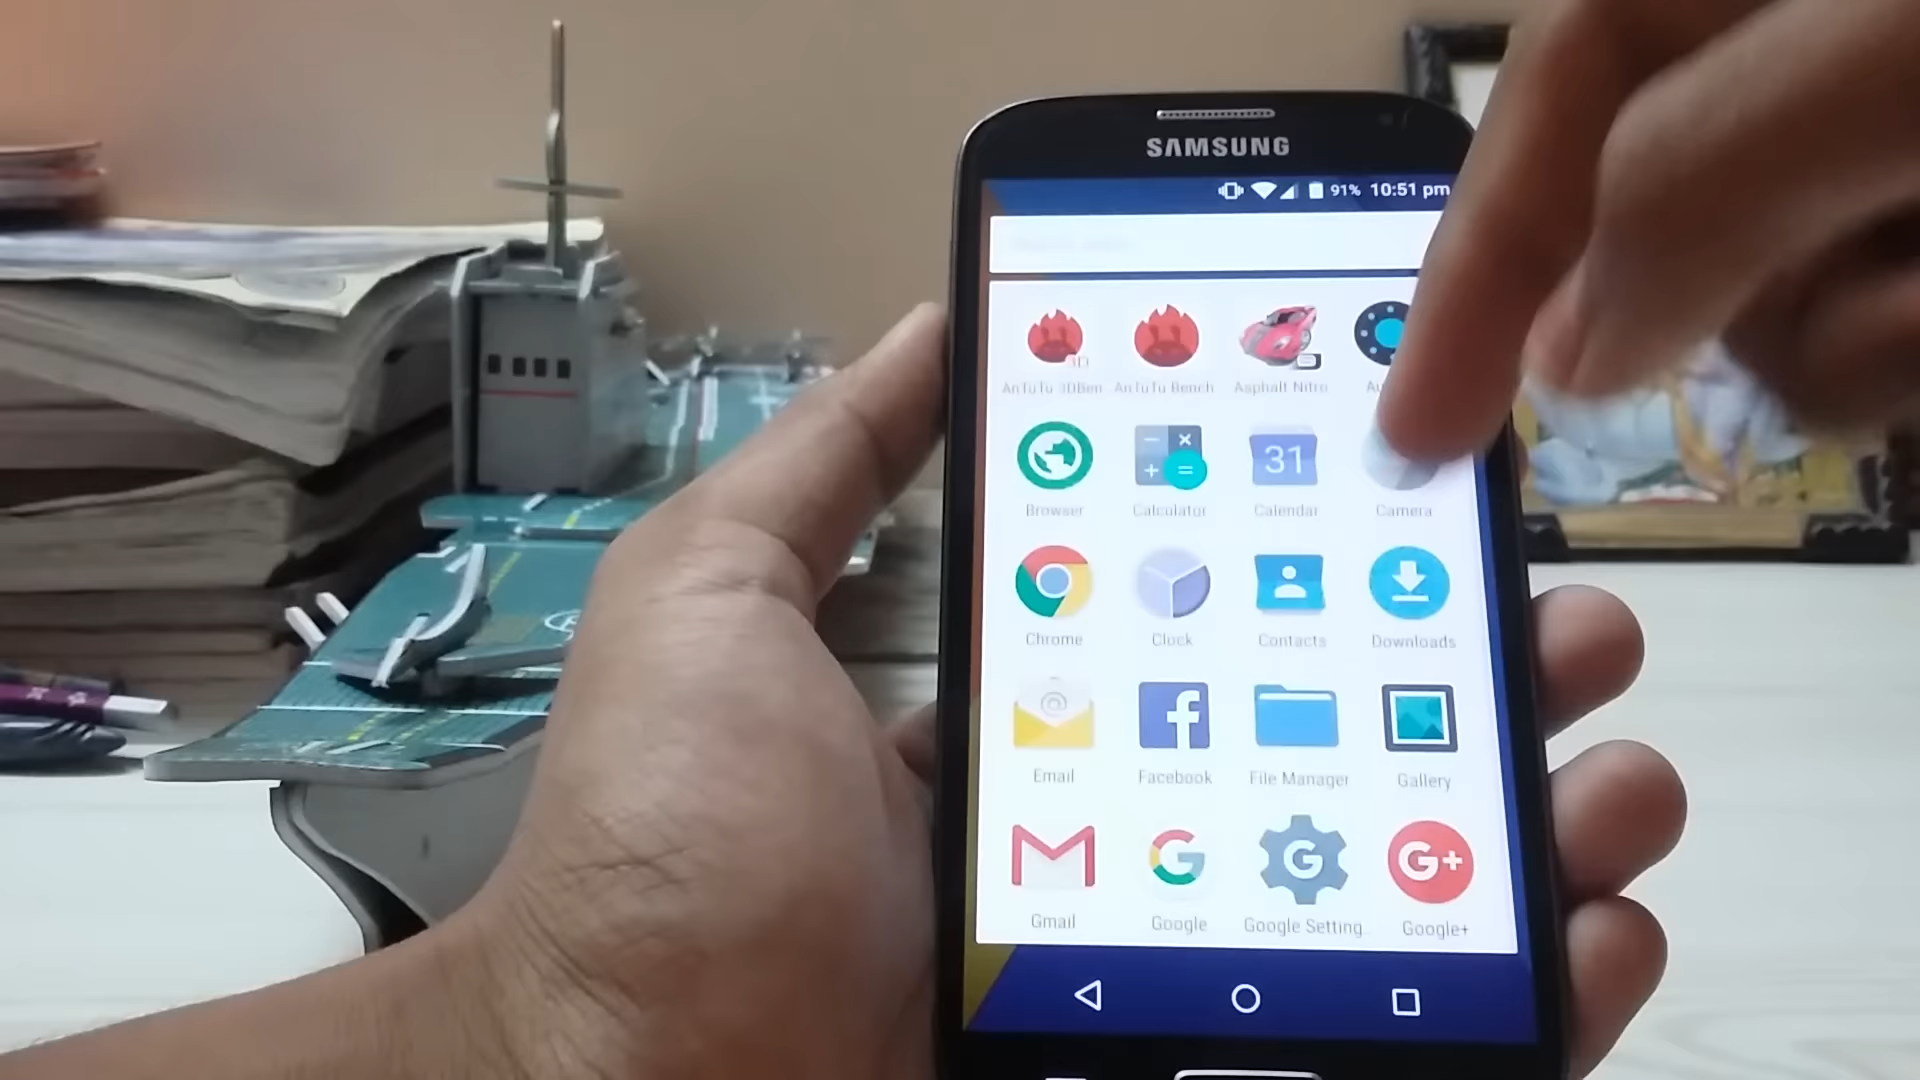 SAMSUNG
91% 10:51 pm
AnTuTu 3DBen AnTuTu Bench Asphalt Nitro Au
31
Browser Calculator Calendar Camera
Chrome Clock Contacts Downloads
Email Facebook File Manager Gallery
G G G+
Gmail Google Google Setting Google+